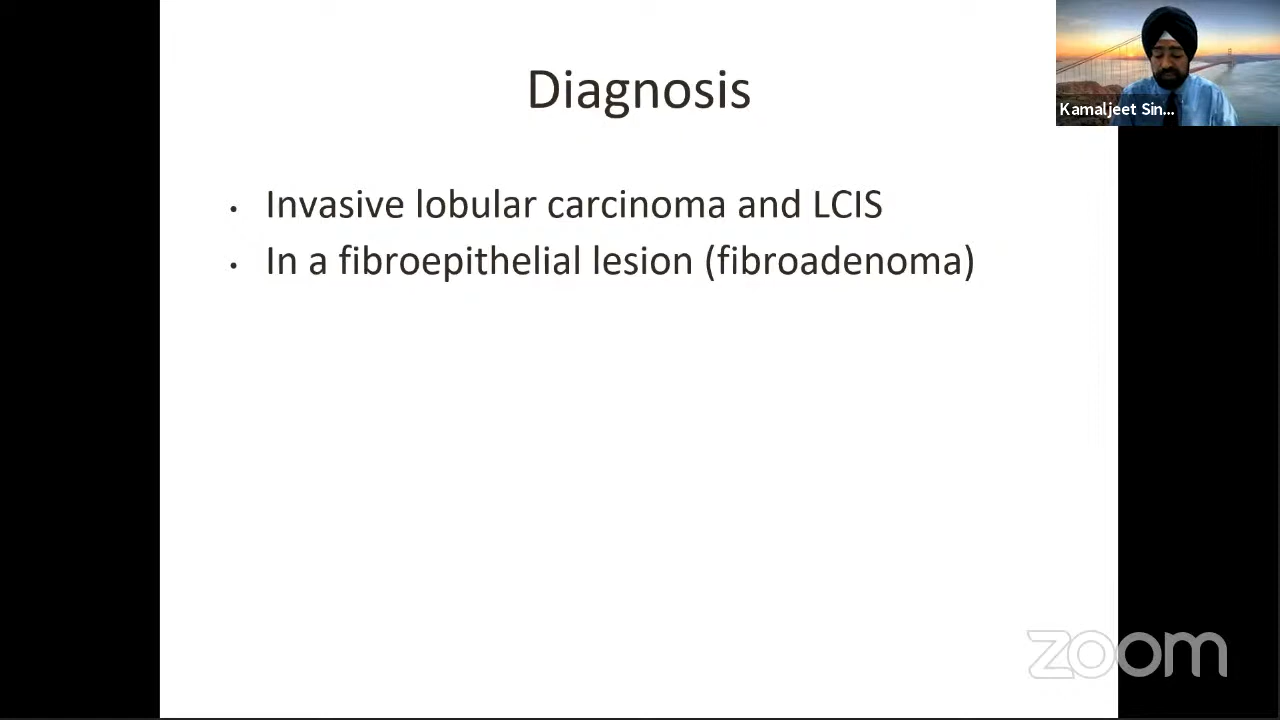 Diagnosis
Kamaljeet Sin...
• Invasive lobular carcinoma and LCIS
• In a fibroepithelial lesion (fibroadenoma)
zoom